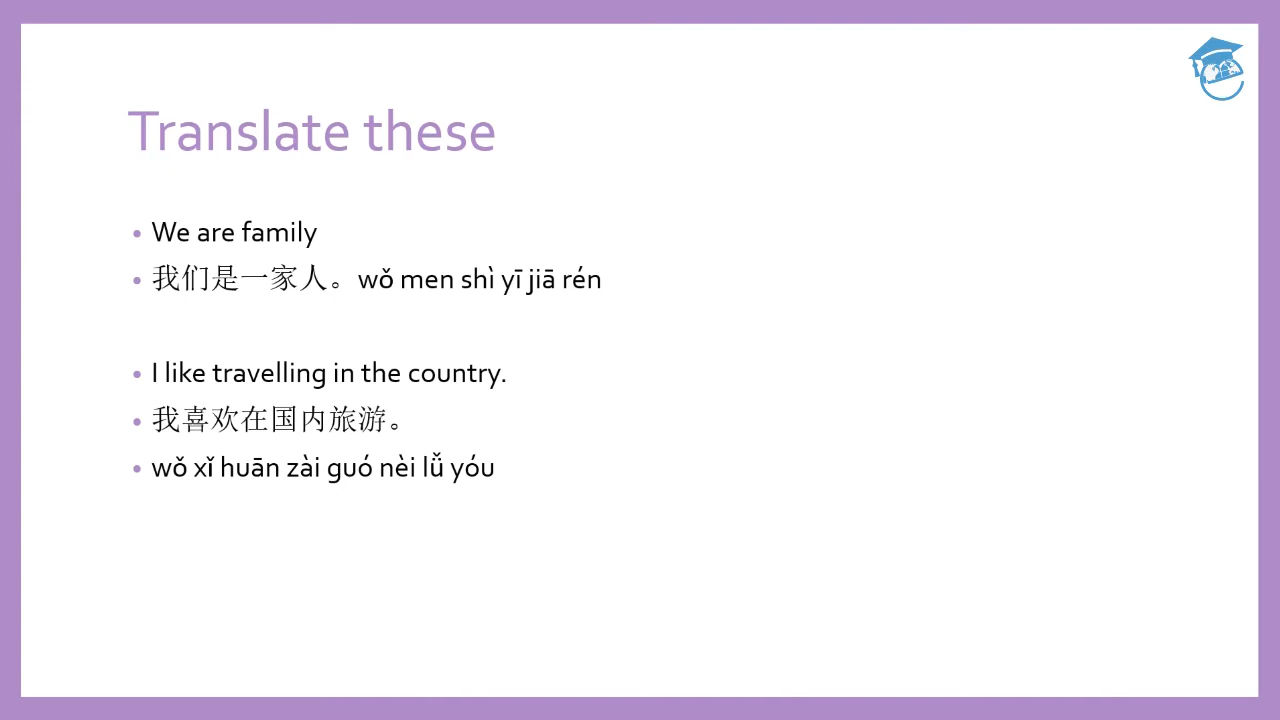 Translate these
• We are family
• 我们是一家人。wǒ men shì yī jiā rén
• I like travelling in the country.
• 我喜欢在国内旅游。
• wǒ xǐ huān zài guó nèi lǚ yóu